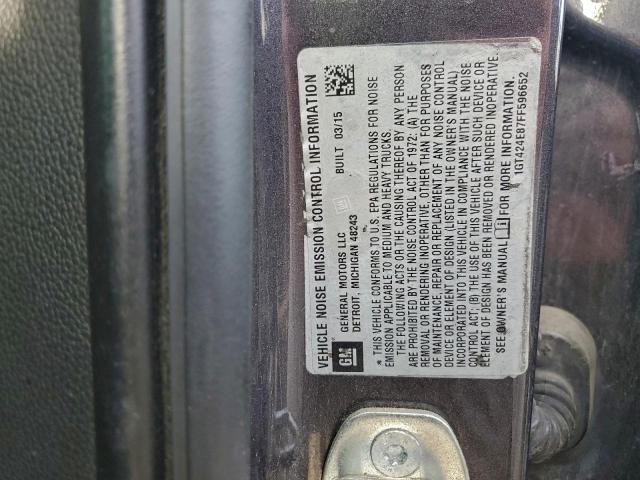 VEHICLE NOISE EMISSION CONTROL INFORMATION
GM
GENERAL MOTORS LLC
DETROIT, MICHIGAN 48243
BUILT 03/15
* THIS VEHICLE CONFORMS TO U.S. EPA REGULATIONS FOR NOISE
EMISSION APPLICABLE TO MEDIUM AND HEAVY TRUCKS.
THE FOLLOWING ACTS OR THE CAUSING THEREOF BY ANY PERSON
ARE PROHIBITED BY THE NOISE CONTROL ACT OF 1972: (A) THE
REMOVAL OR RENDERING INOPERATIVE, OTHER THAN FOR PURPOSES
OF MAINTENANCE, REPAIR OR REPLACEMENT OF ANY NOISE CONTROL
DEVICE OR ELEMENT OF DESIGN (LISTED IN THE OWNER'S MANUAL)
INCORPORATED INTO THIS VEHICLE IN COMPLIANCE WITH THE NOISE
CONTROL ACT; (B) THE USE OF THIS VEHICLE AFTER SUCH DEVICE OR
ELEMENT OF DESIGN HAS BEEN REMOVED OR RENDERED INOPERATIVE.
SEE OWNER'S MANUAL FOR MORE INFORMATION.
1GT424E87FF596652